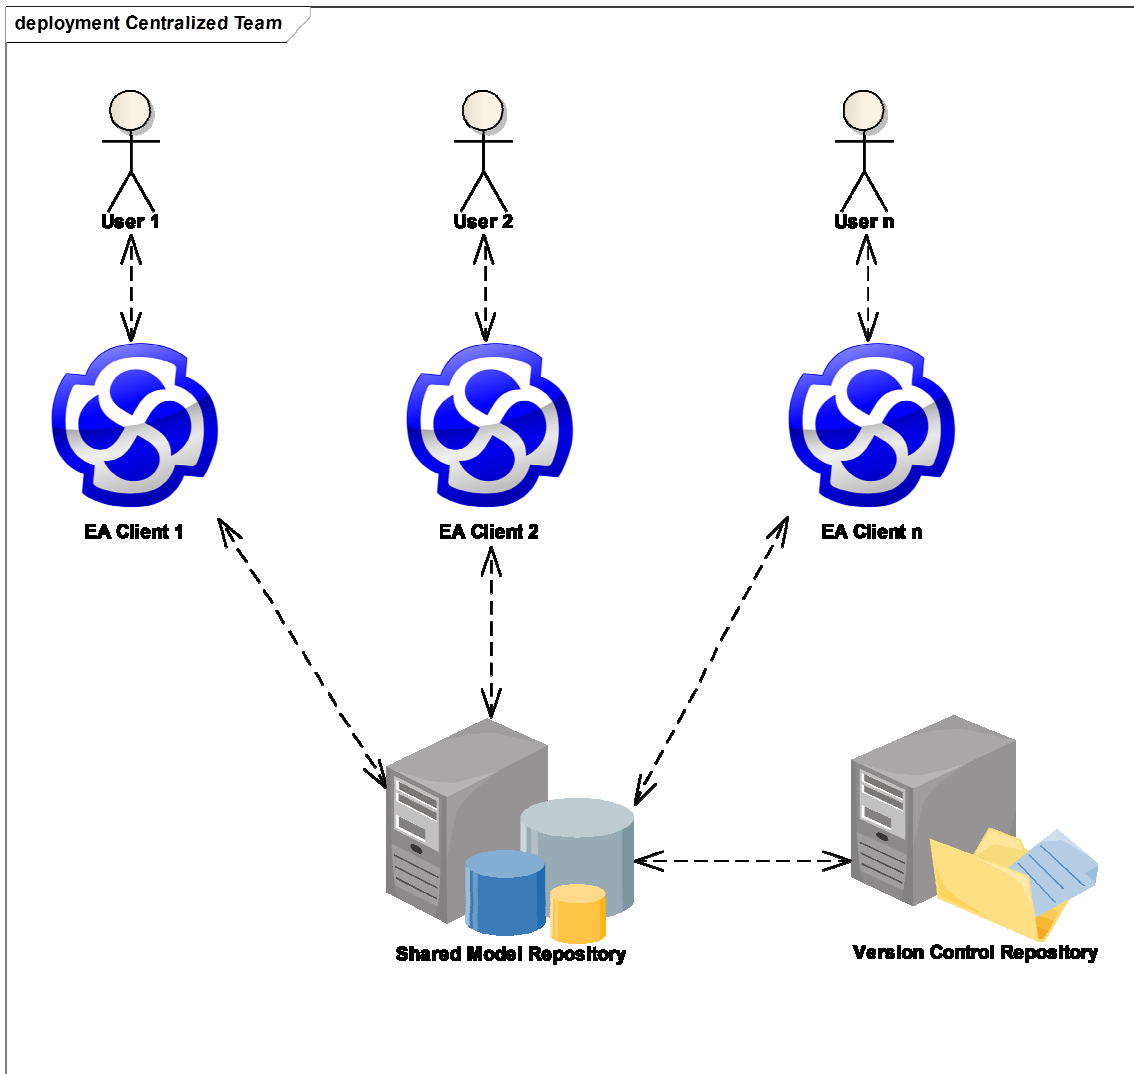 deployment Centralized Team
User 1
User 2
User n
EA Client 1
EA Client 2
EA Client n
Shared Model Repository
Version Control Repository